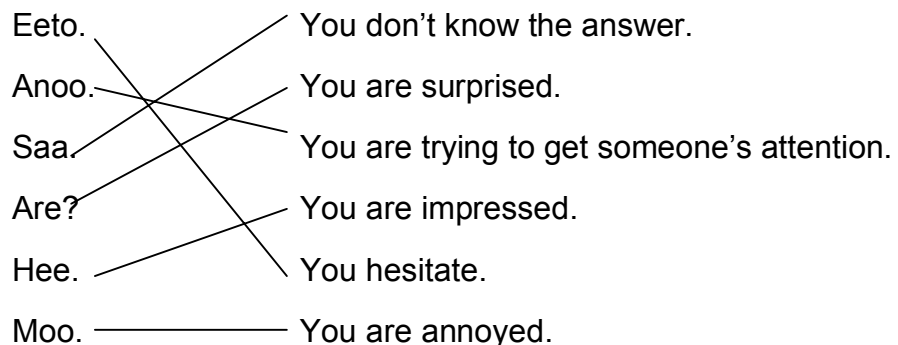 Eeto. You don’t know the answer.
Anoo. You are surprised.
Saa. You are trying to get someone’s attention.
Are? You are impressed.
Hee. You hesitate.
Moo. You are annoyed.